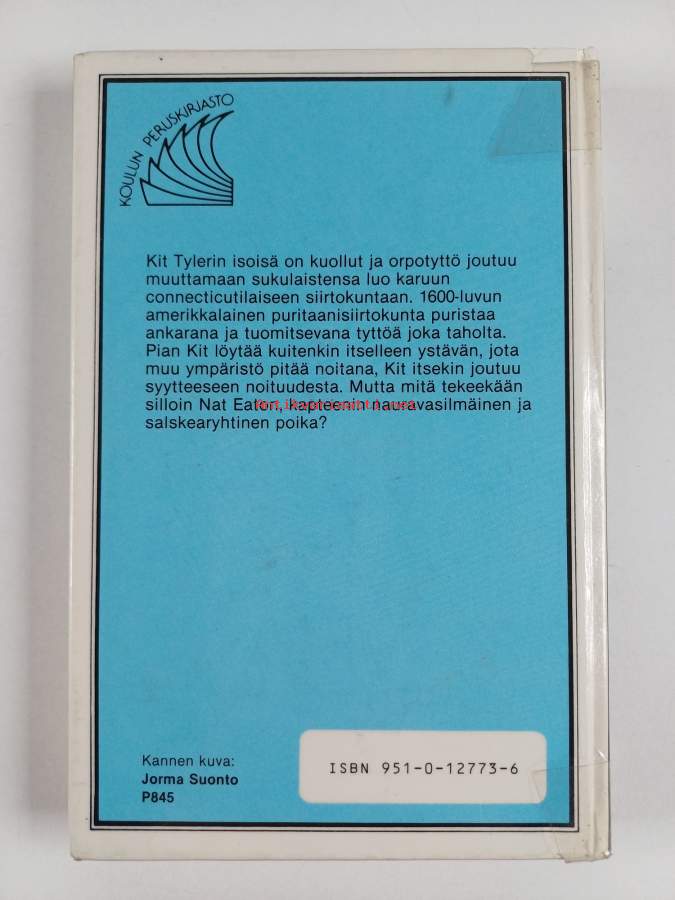 KOULUN PERUSKIRJASTO
Kit Tylerin isoisä on kuollut ja orpotyttö joutuu
muuttamaan sukulaistensa luo karuun
connecticutilaiseen siirtokuntaan. 1600-luvun
amerikkalainen puritaanisiirtokunta puristaa
ankarana ja tuomitsevana tyttöä joka taholta.
Pian Kit löytää kuitenkin itselleen ystävän, jota
muu ympäristö pitää noitana, Kit itsekin joutuu
syytteeseen noituudesta. Mutta mitä tekeekään
silloin Nat Eaton, kapteenin nauravasilmäinen ja
salskearyhtinen poika?
Kannen kuva:
Jorma Suonto
P845
ISBN 951-0-12773-6